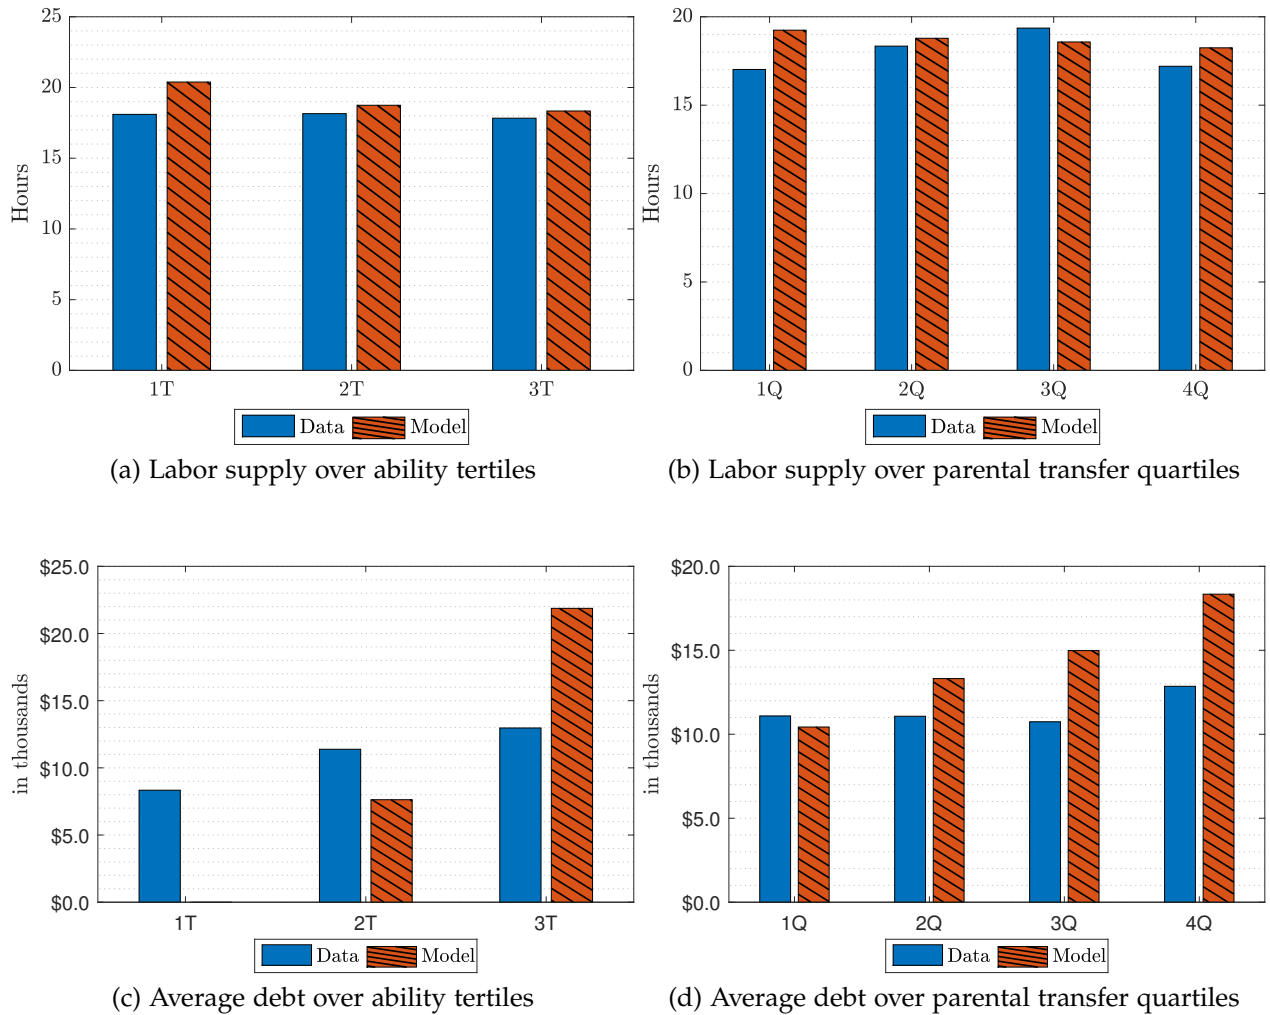 25
20
15
10
5
0
Hours
1T 2T 3T
Data Model
(a) Labor supply over ability tertiles
20
15
10
5
0
Hours
1Q 2Q 3Q 4Q
Data Model
(b) Labor supply over parental transfer quartiles
$25.0
$20.0
$15.0
$10.0
$5.0
$0.0
in thousands
1T 2T 3T
Data Model
(c) Average debt over ability tertiles
$20.0
$15.0
$10.0
$5.0
$0.0
in thousands
1Q 2Q 3Q 4Q
Data Model
(d) Average debt over parental transfer quartiles